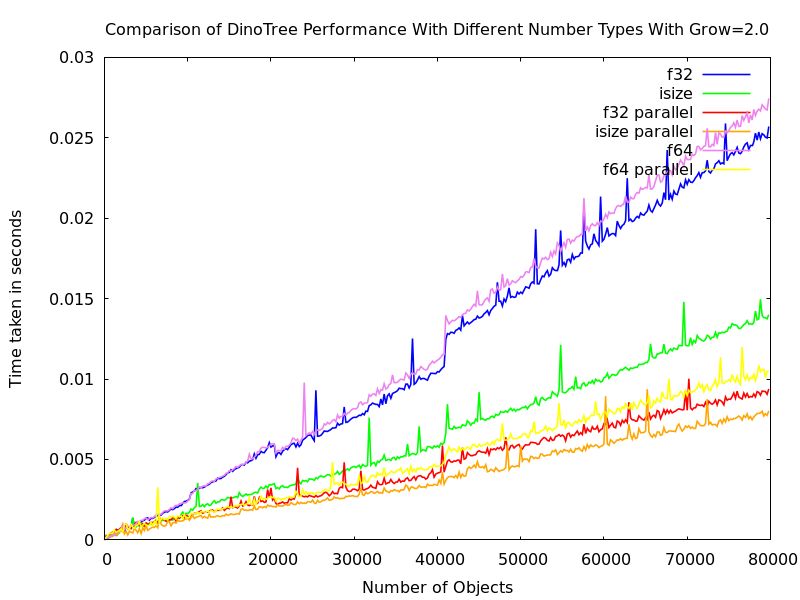 Comparison of DinoTree Performance With Different Number Types With Grow=2.0
0.03
0.025
0.02
0.015
0.01
0.005
0
Time taken in seconds
f32
isize
f32 parallel
isize parallel
f64
f64 parallel
0 10000 20000 30000 40000 50000 60000 70000 80000
Number of Objects